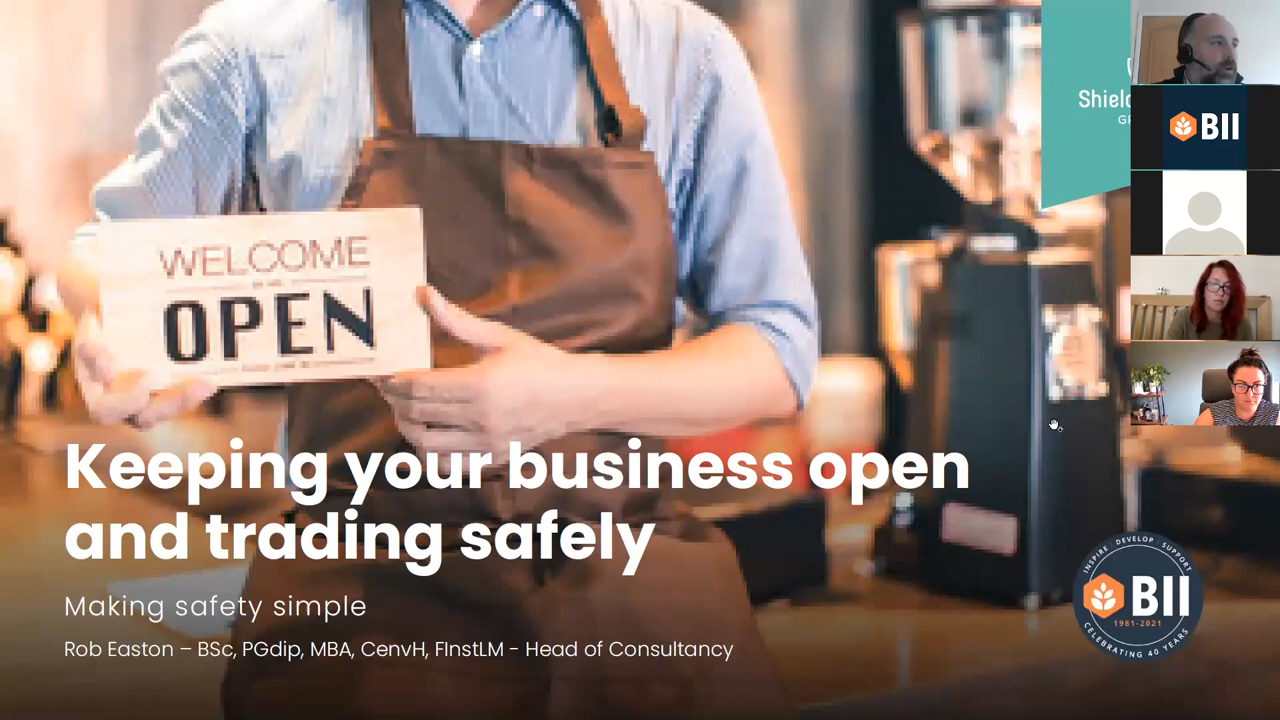 WELCOME
OPEN
Keeping your business open
and trading safely
Making safety simple
Rob Easton – BSc, PGdip, MBA, CenvH, FInstLM - Head of Consultancy
BII
INSPIRE · DEVELOP · SUPPORT
BII
1981-2021
CELEBRATING 40 YEARS